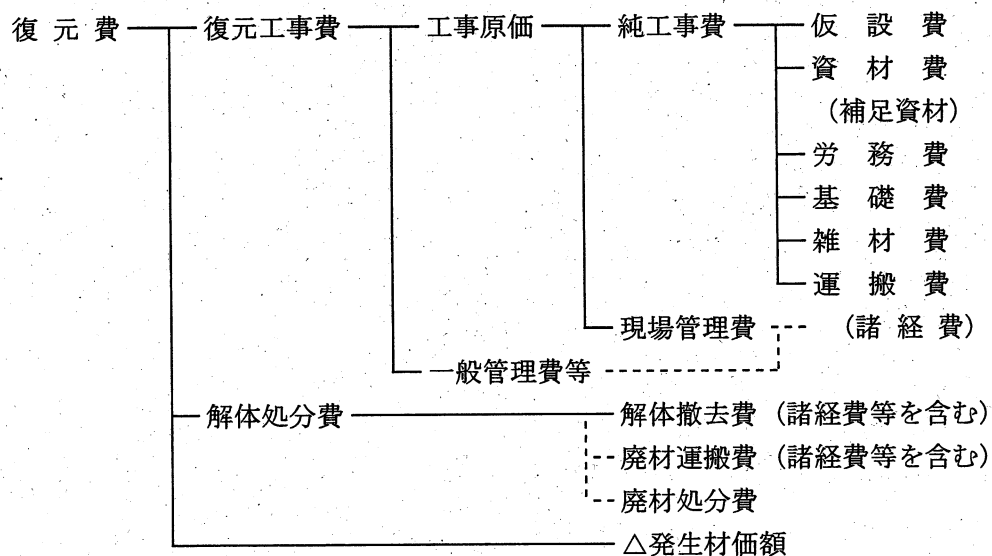 復元費 復元工事費 工事原価 純工事費 仮設費
資材費
(補足資材)
労務費
基礎費
雑材費
運搬費
現場管理費 (諸経費)
一般管理費等
解体処分費 解体撤去費 (諸経費等を含む)
廃材運搬費 (諸経費等を含む)
廃材処分費
△発生材価額